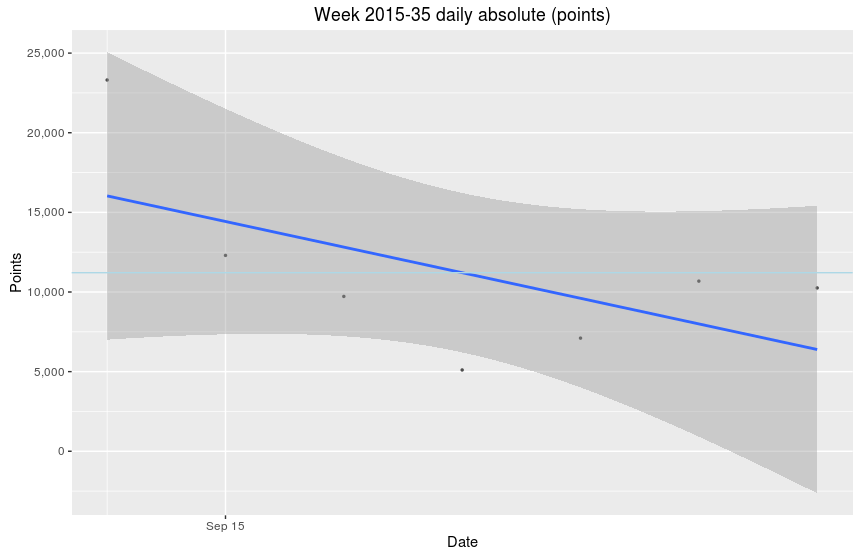 Week 2015-35 daily absolute (points)
25,000
20,000
15,000
10,000
5,000
0
Points
Sep 15
Date